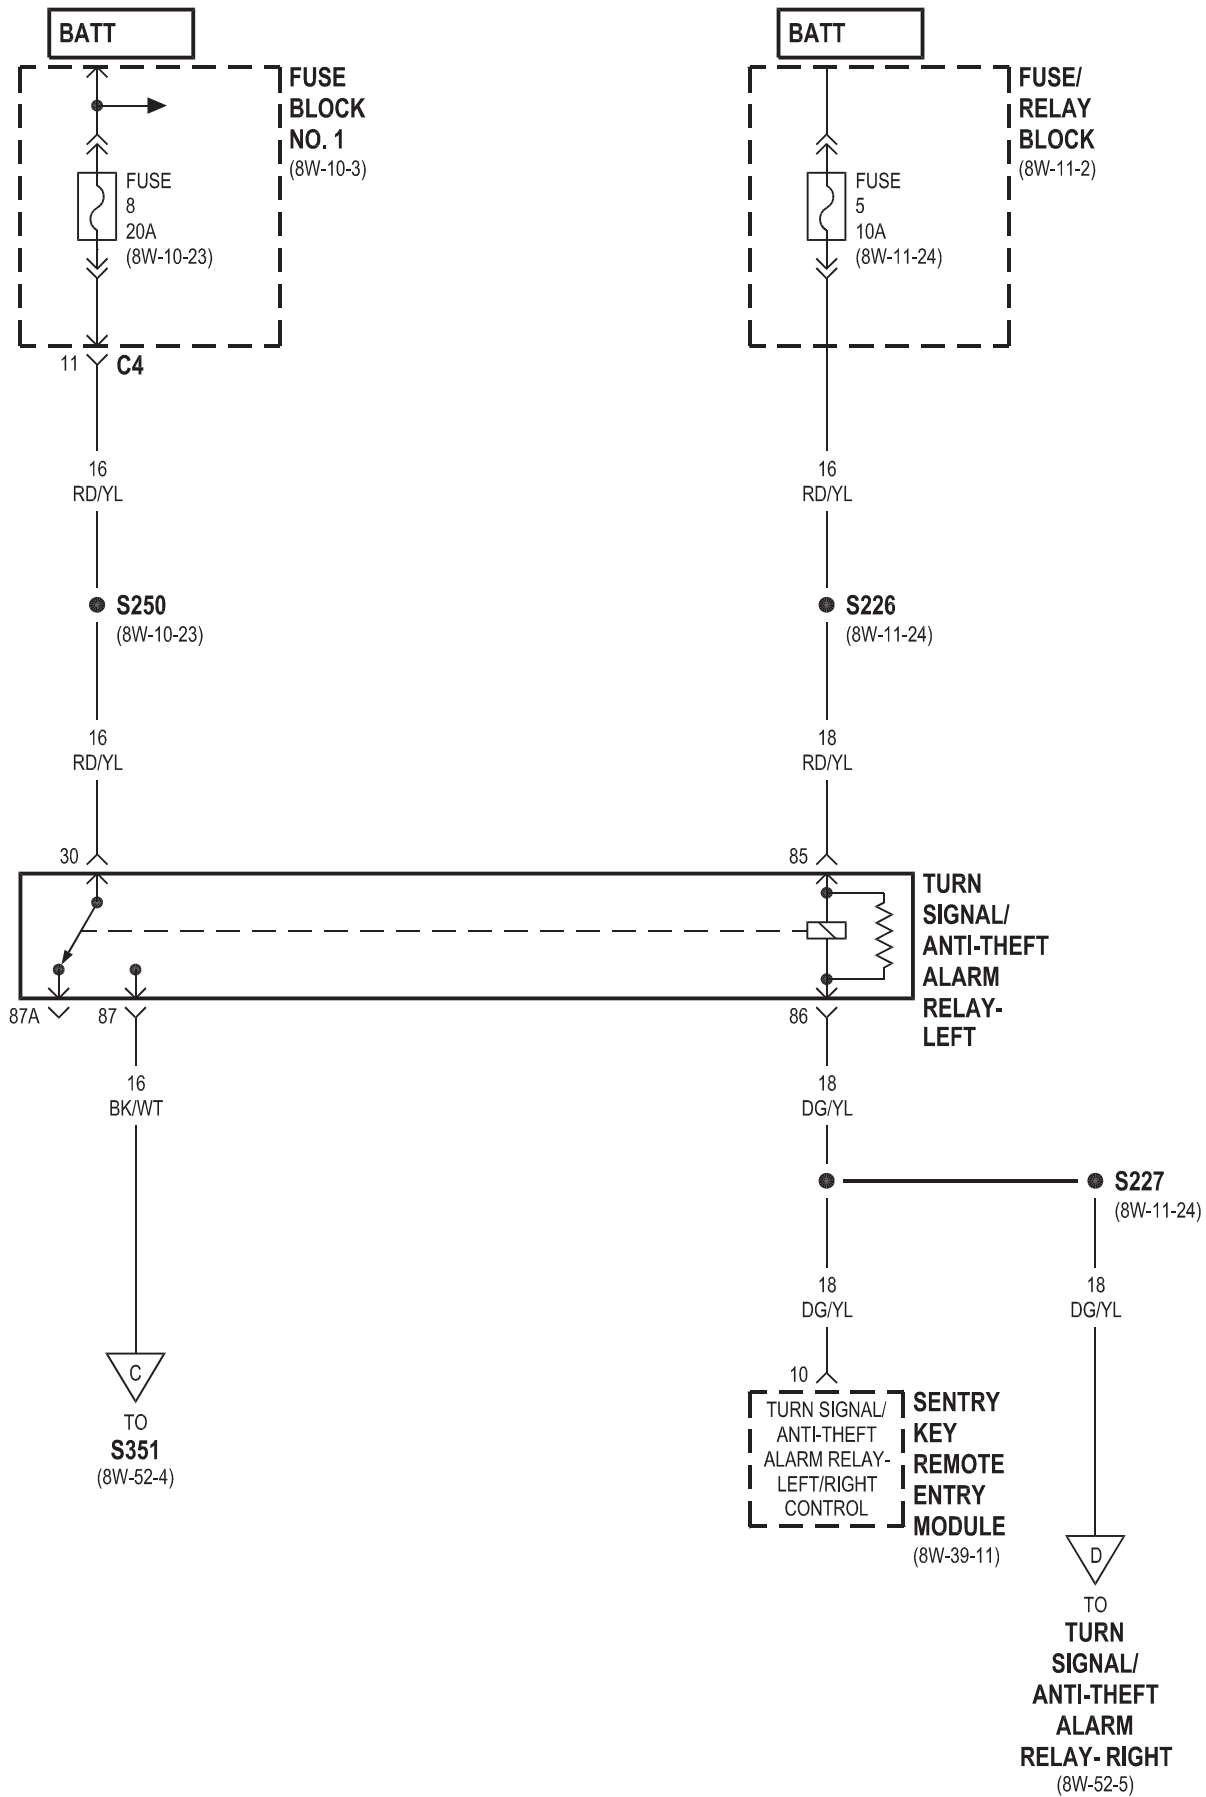 BATT
BATT
FUSE
BLOCK
NO. 1
(8W-10-3)
FUSE/
RELAY
BLOCK
(8W-11-2)
FUSE
8
20A
(8W-10-23)
FUSE
5
10A
(8W-11-24)
11
C4
16
RD/YL
16
RD/YL
S250
(8W-10-23)
S226
(8W-11-24)
16
RD/YL
18
RD/YL
30
85
TURN
SIGNAL/
ANTI-THEFT
ALARM
RELAY-
LEFT
87A
87
86
16
BK/WT
18
DG/YL
S227
(8W-11-24)
18
DG/YL
18
DG/YL
C
TO
S351
(8W-52-4)
10
TURN SIGNAL/
ANTI-THEFT
ALARM RELAY-
LEFT/RIGHT
CONTROL
SENTRY
KEY
REMOTE
ENTRY
MODULE
(8W-39-11)
D
TO
TURN
SIGNAL/
ANTI-THEFT
ALARM
RELAY- RIGHT
(8W-52-5)